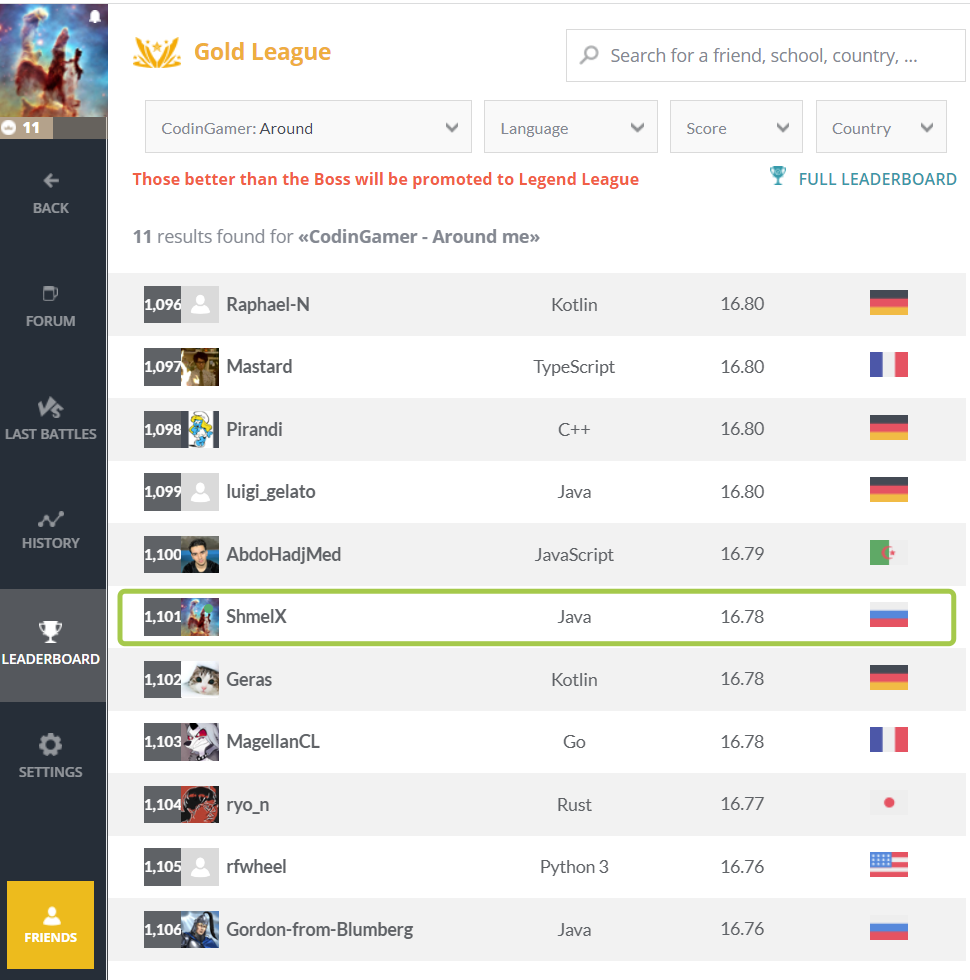 11
BACK
FORUM
LAST BATTLES
HISTORY
LEADERBOARD
SETTINGS
FRIENDS
Gold League
Search for a friend, school, country, ...
CodinGamer: Around
Language
Score
Country
Those better than the Boss will be promoted to Legend League
FULL LEADERBOARD
11 results found for «CodinGamer - Around me»
1,096 Raphael-N Kotlin 16.80
1,097 Mastard TypeScript 16.80
1,098 Pirandi C++ 16.80
1,099 luigi_gelato Java 16.80
1,100 AbdoHadjMed JavaScript 16.79
1,101 ShmelX Java 16.78
1,102 Geras Kotlin 16.78
1,103 MagellanCL Go 16.78
1,104 ryo_n Rust 16.77
1,105 rfwheel Python 3 16.76
1,106 Gordon-from-Blumberg Java 16.76